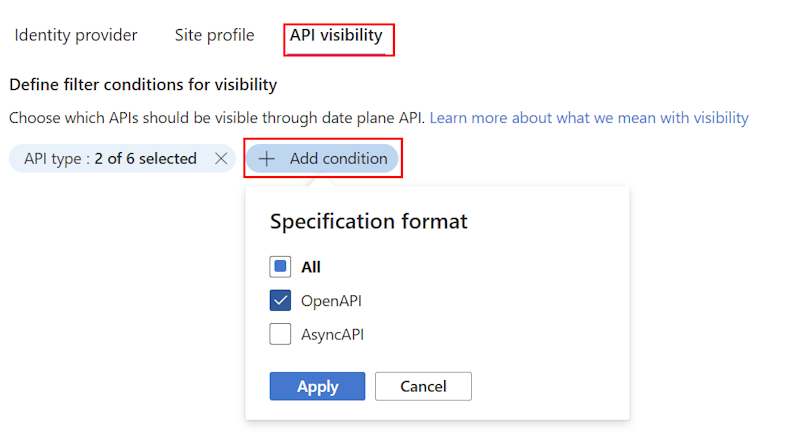 Identity provider Site profile API visibility
Define filter conditions for visibility
Choose which APIs should be visible through date plane API. Learn more about what we mean with visibility
API type : 2 of 6 selected Add condition
Specification format
All
OpenAPI
AsyncAPI
Apply Cancel